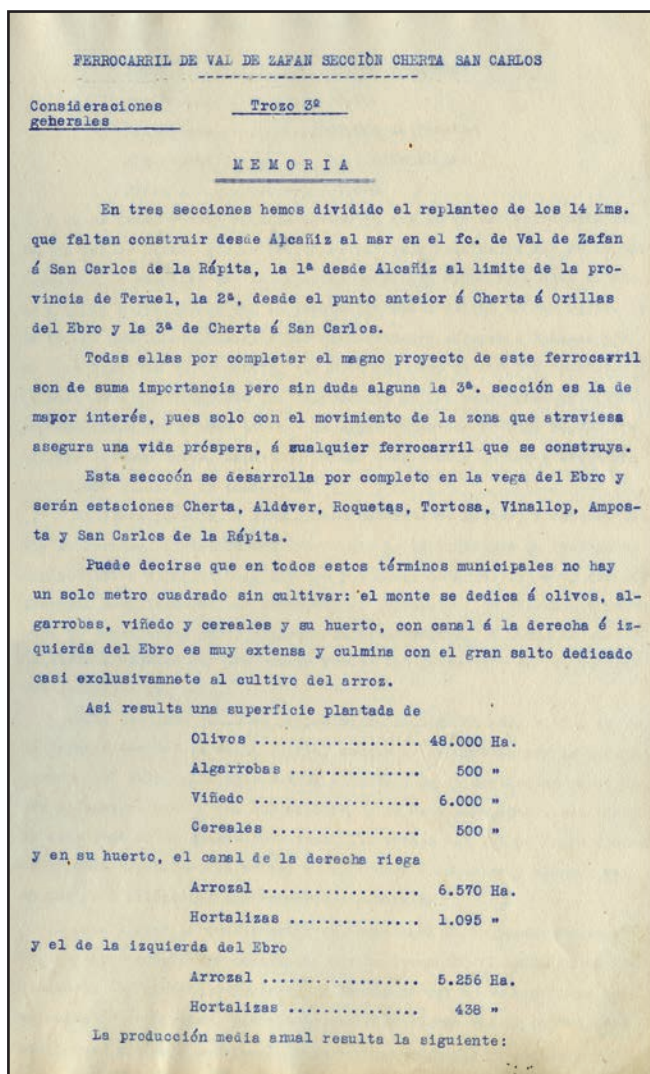 FERROCARRIL DE VAL DE ZAFAN SECCIÒN CHERTA SAN CARLOS
Consideraciones Trozo 3º
geherales
M E M O R I A
En tres secciones hemos dividido el replanteo de los 14 Kms.
que faltan construir desde Alcañiz al mar en el fc. de Val de Zafan
á San Carlos de la Rápita, la 1ª desde Alcañiz al limite de la pro-
vincia de Teruel, la 2ª, desde el punto anteior á Cherta á Orillas
del Ebro y la 3ª de Cherta á San Carlos.
Todas ellas por completar el magno proyecto de este ferrocarril
son de suma importancia pero sin duda alguna la 3ª. sección es la de
mayor interés, pues solo con el movimiento de la zona que atraviesa
asegura una vida próspera, á cualquier ferrocarril que se construya.
Esta seccoón se desarrolla por completo en la vega del Ebro y
serán estaciones Cherta, Aldéver, Roquetas, Tortosa, Vinallop, Ampos-
ta y San Carlos de la Rápita.
Puede decirse que en todos estos términos municipales no hay
un solo metro cuadrado sin cultivar: el monte se dedica á olivos, al-
garrobas, viñedo y cereales y su huerto, con canal á la derecha é iz-
quierda del Ebro es muy extensa y culmina con el gran salto dedicado
casi exclusivamnete al cultivo del arroz.
Asi resulta una superficie plantada de
Olivos ................... 48.000 Ha.
Algarrobas ............... 500 "
Viñedo ................... 6.000 "
Cereales ................. 500 "
y en su huerto, el canal de la derecha riega
Arrozal .................. 6.570 Ha.
Hortalizas ............... 1.095 "
y el de la izquierda del Ebro
Arrozal .................. 5.256 Ha.
Hortalizas ............... 438 "
La producción media anual resulta la siguiente: